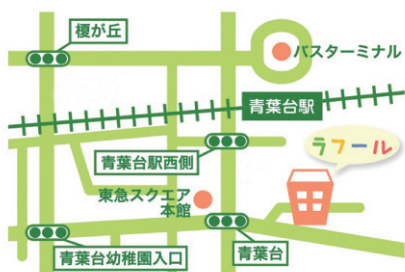 榎が丘
バスターミナル
青葉台駅
ラフール
青葉台駅西側
東急スクエア
本館
青葉台幼稚園入口
青葉台